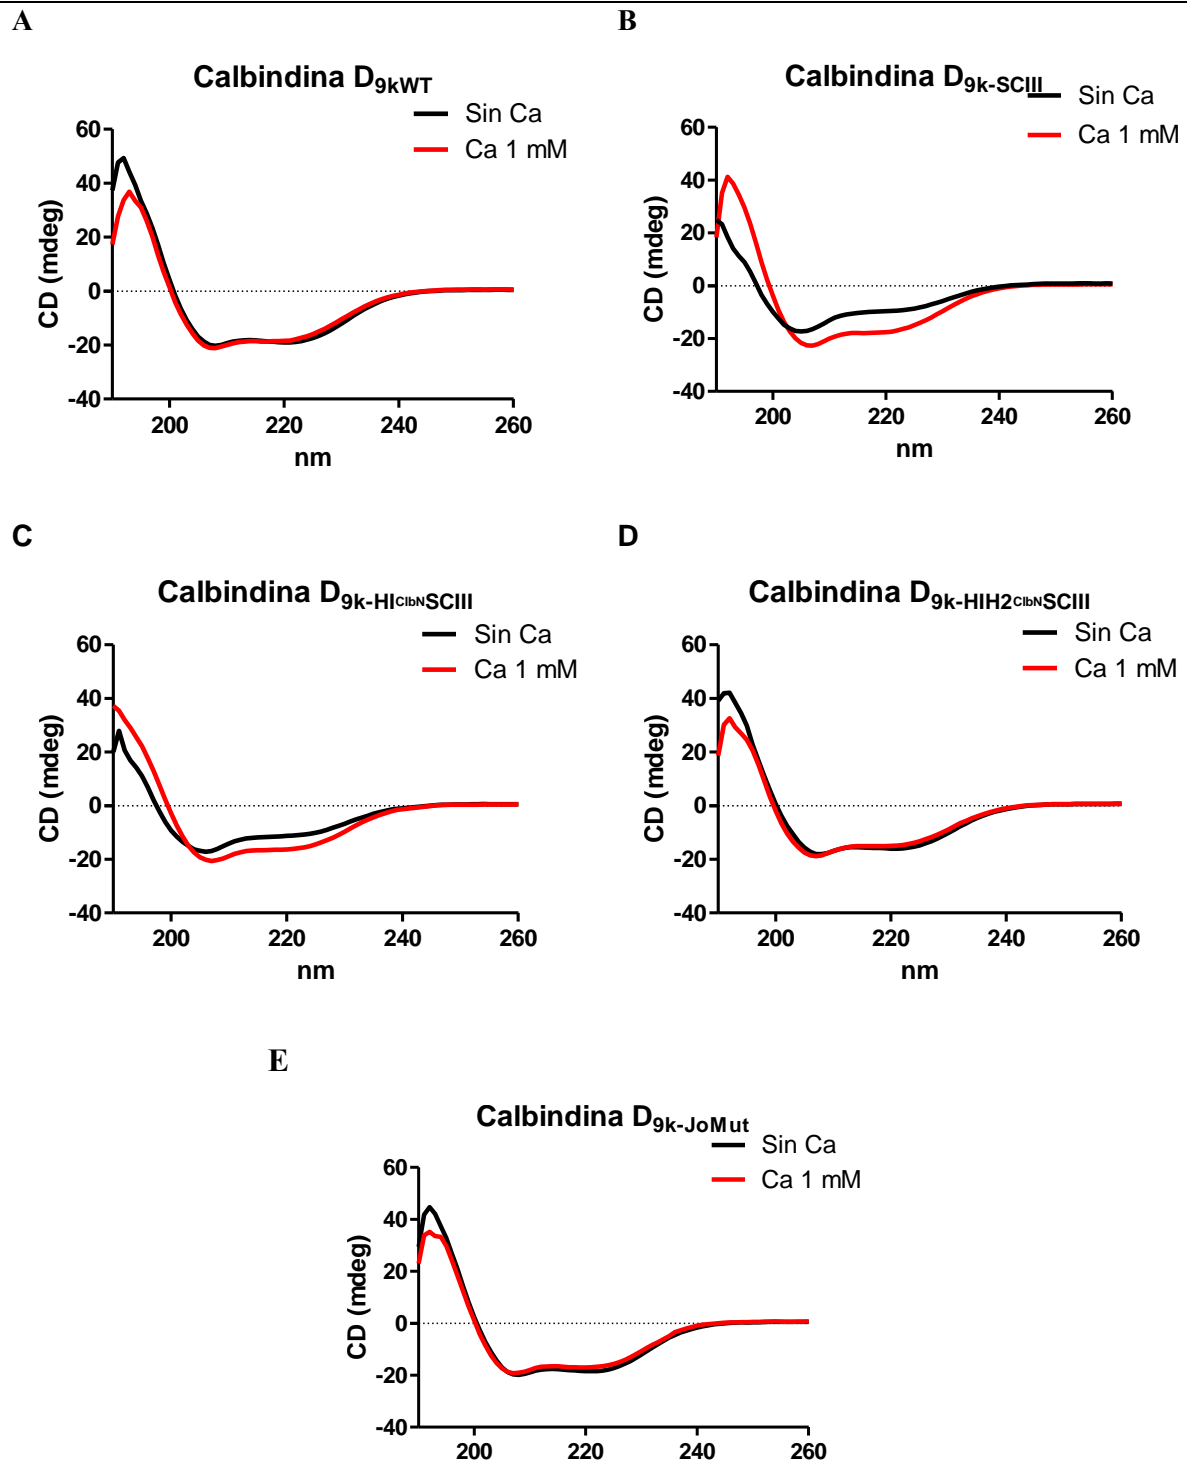 A
Calbindina D9kWT
Sin Ca
Ca 1 mM
CD (mdeg)
60
40
20
0
-20
-40
200
220
240
260
nm
B
Calbindina D9k-SCIII
Sin Ca
Ca 1 mM
CD (mdeg)
60
40
20
0
-20
-40
200
220
240
260
nm
C
Calbindina D9k-HIClbNSCIII
Sin Ca
Ca 1 mM
CD (mdeg)
60
40
20
0
-20
-40
200
220
240
260
nm
D
Calbindina D9k-HIH2ClbNSCIII
Sin Ca
Ca 1 mM
CD (mdeg)
60
40
20
0
-20
-40
200
220
240
260
nm
E
Calbindina D9k-JoMut
Sin Ca
Ca 1 mM
CD (mdeg)
60
40
20
0
-20
-40
200
220
240
260